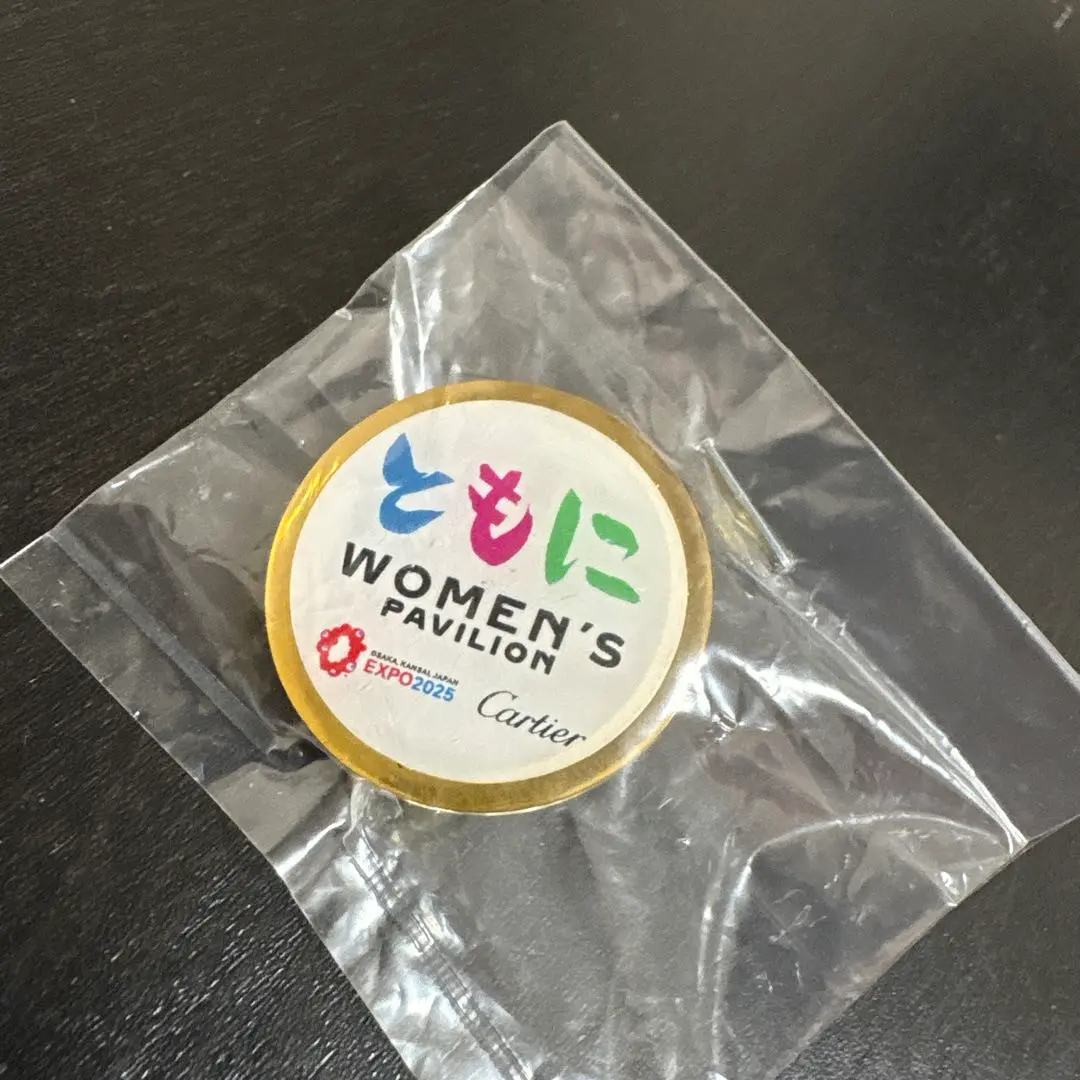 ともに
WOMEN'S
PAVILION
OSAKA, KANSAI, JAPAN
EXPO2025
Cartier